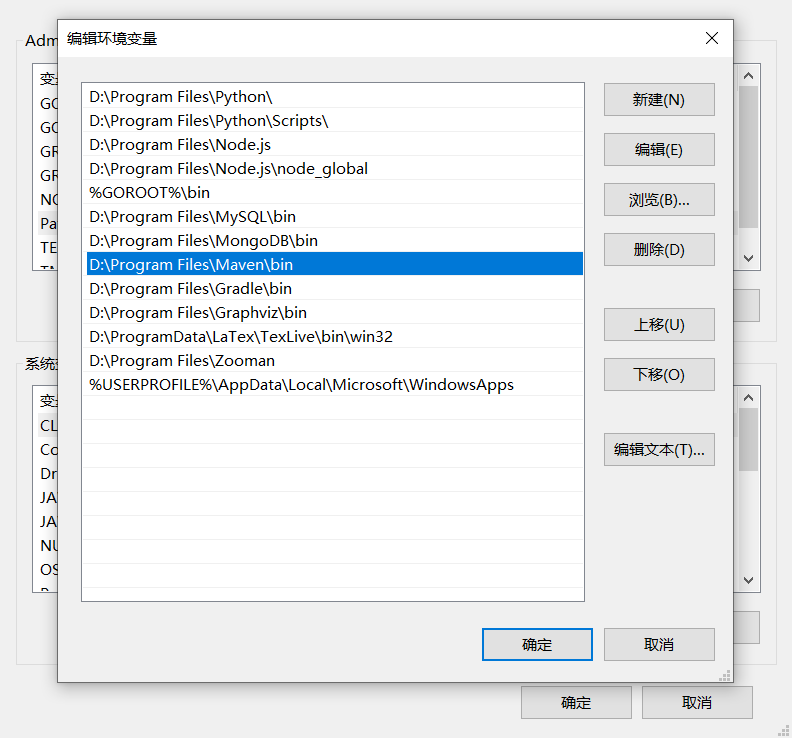 编辑环境变量
D:\Program Files\Python\
D:\Program Files\Python\Scripts\
D:\Program Files\Node.js
D:\Program Files\Node.js\node_global
%GOROOT%\bin
D:\Program Files\MySQL\bin
D:\Program Files\MongoDB\bin
D:\Program Files\Maven\bin
D:\Program Files\Gradle\bin
D:\Program Files\Graphviz\bin
D:\ProgramData\LaTex\TexLive\bin\win32
D:\Program Files\Zooman
%USERPROFILE%\AppData\Local\Microsoft\WindowsApps
新建(N)
编辑(E)
浏览(B)...
删除(D)
上移(U)
下移(O)
编辑文本(T)...
确定
取消
Adm
GO
GO
GR
GR
NO
Pa
TE
系统
CL
Co
Dr
JA
JA
NU
OS
确定
取消